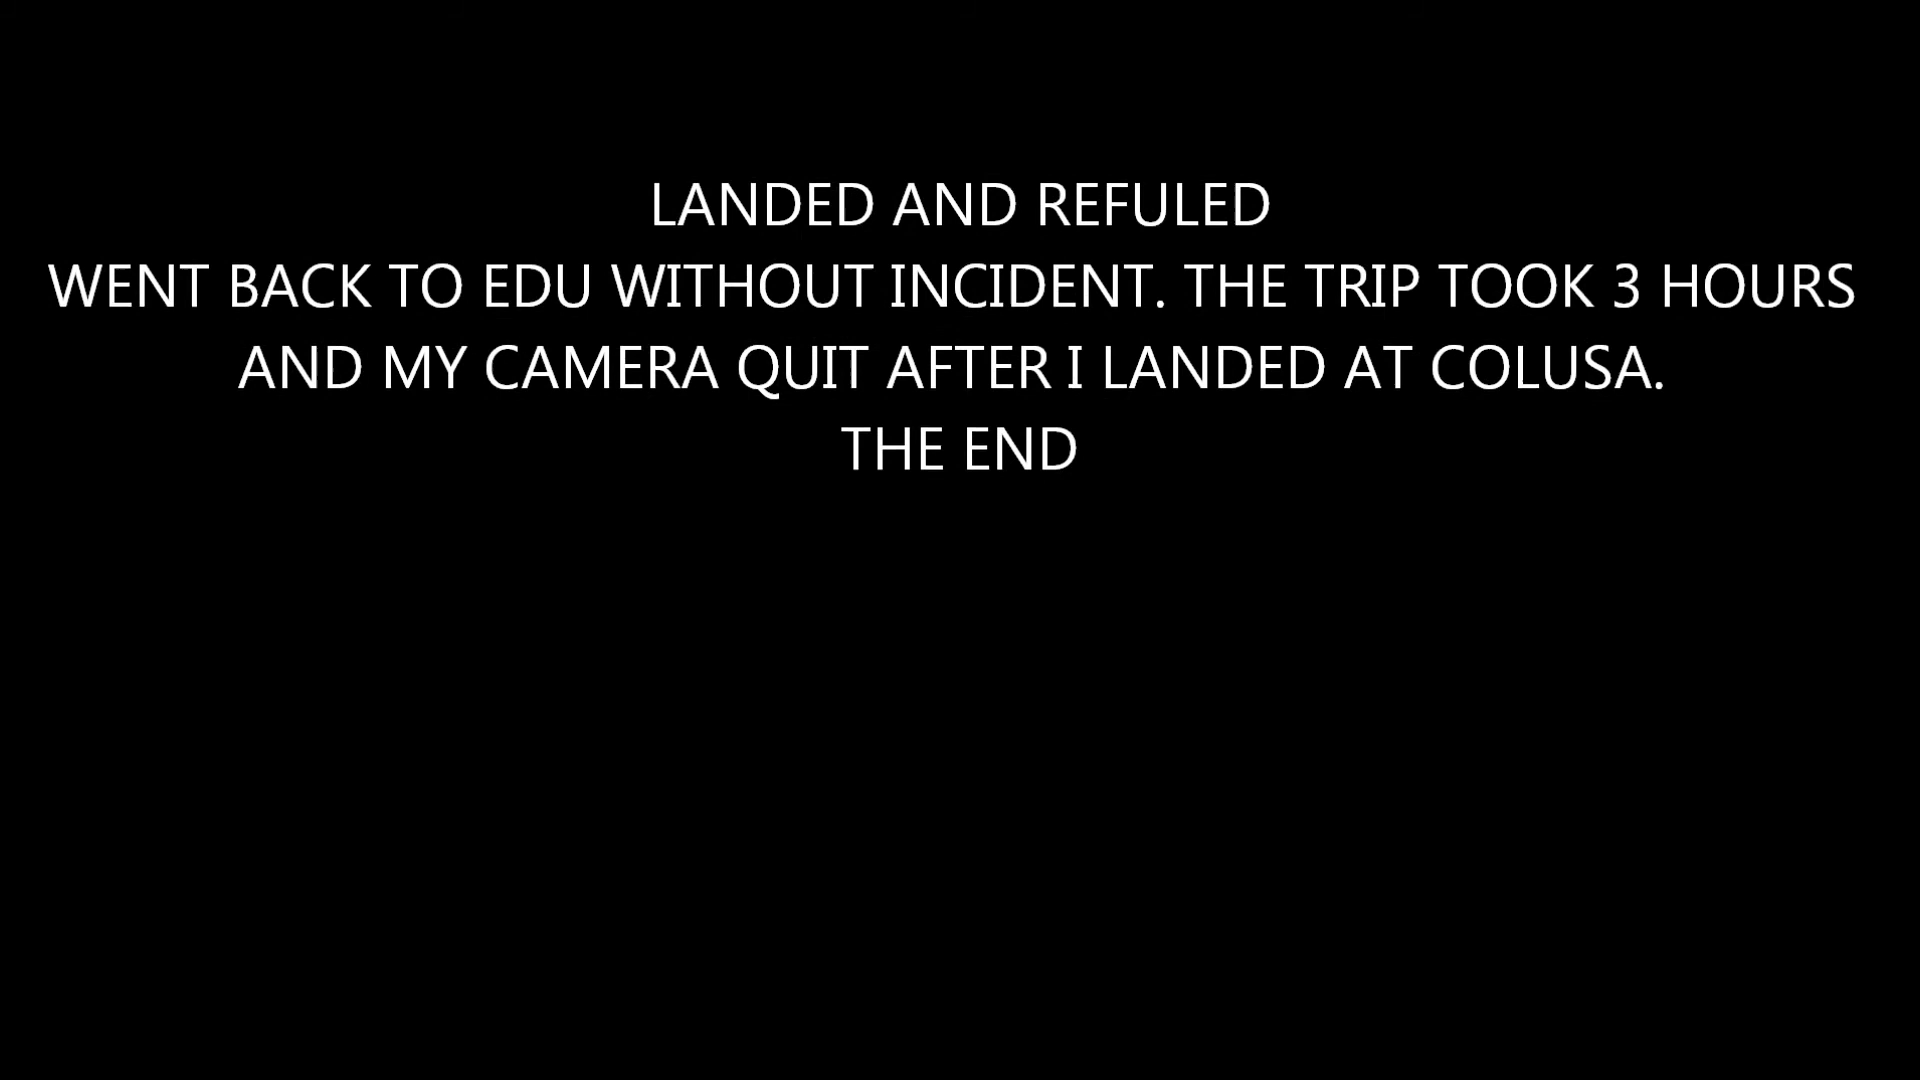 LANDED AND REFULED
WENT BACK TO EDU WITHOUT INCIDENT. THE TRIP TOOK 3 HOURS
AND MY CAMERA QUIT AFTER I LANDED AT COLUSA.
THE END